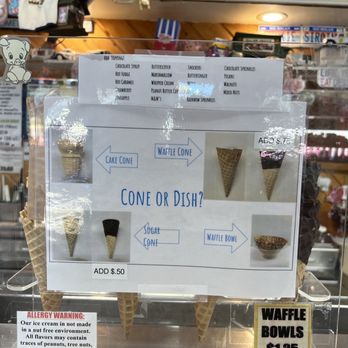 Hot Toppings
Chocolate Syrup Butterscotch Snickers Chocolate Sprinkles
Hot Fudge Marshmallow Butterfinger Pecans
Hot Caramel Whipped Cream Walnuts
Strawberry Peanut Butter Mixed Nuts
Pineapple M&M's Rainbow Sprinkles
Waffle Cone
ADD $.75
Cake Cone
Cone or Dish?
Sugar
Cone
Waffle Bowl
ADD $.50
ALLERGY WARNING:
Our ice cream in not made
in a nut free environment.
All flavors may contain
traces of peanuts, tree nuts,
WAFFLE
BOWLS